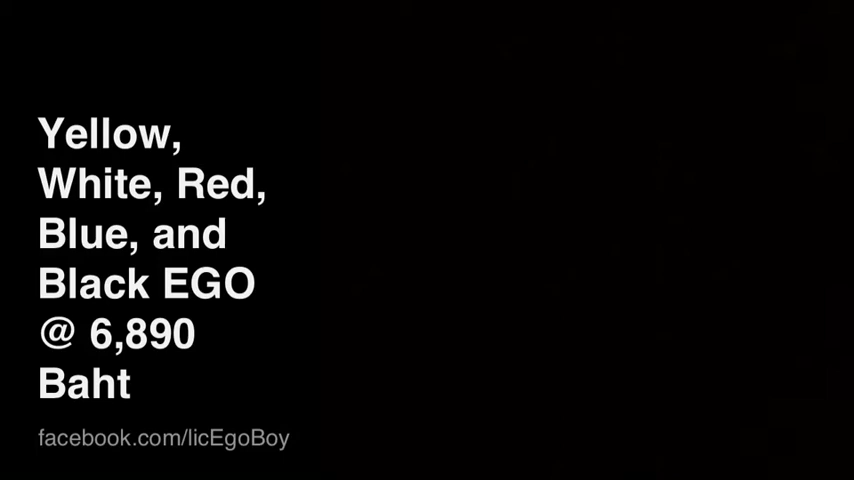 Yellow,
White, Red,
Blue, and
Black EGO
@ 6,890
Baht
facebook.com/licEgoBoy